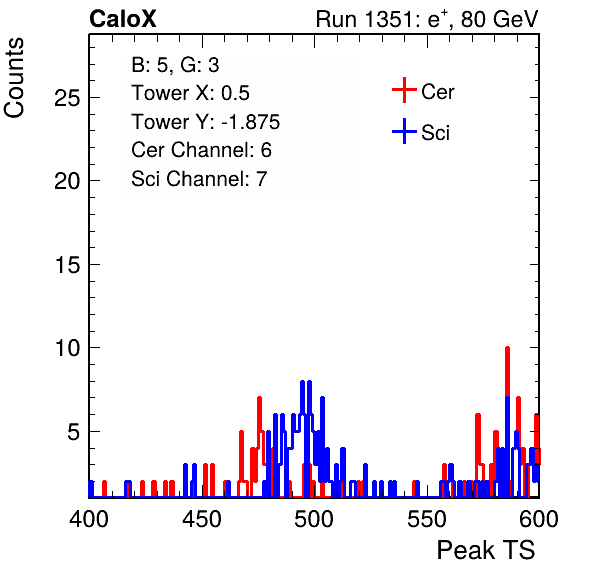 CaloX Run 1351: e⁺, 80 GeV
Counts
B: 5, G: 3
Tower X: 0.5
Tower Y: -1.875
Cer Channel: 6
Sci Channel: 7
Cer
Sci
25
20
15
10
5
400 450 500 550 600
Peak TS